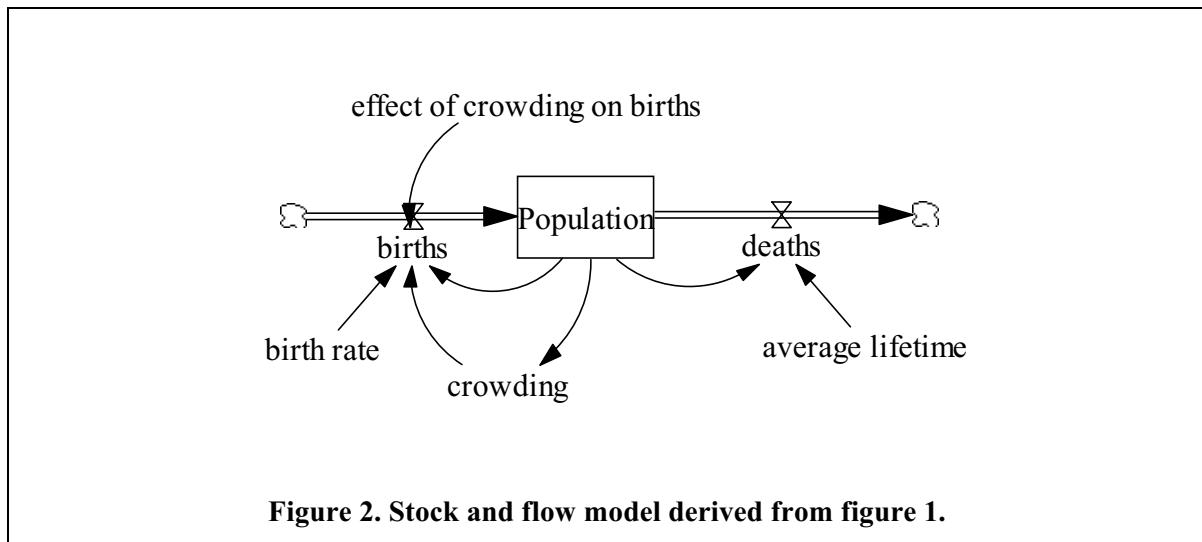 effect of crowding on births
Population
births
deaths
birth rate
average lifetime
crowding
Figure 2. Stock and flow model derived from figure 1.